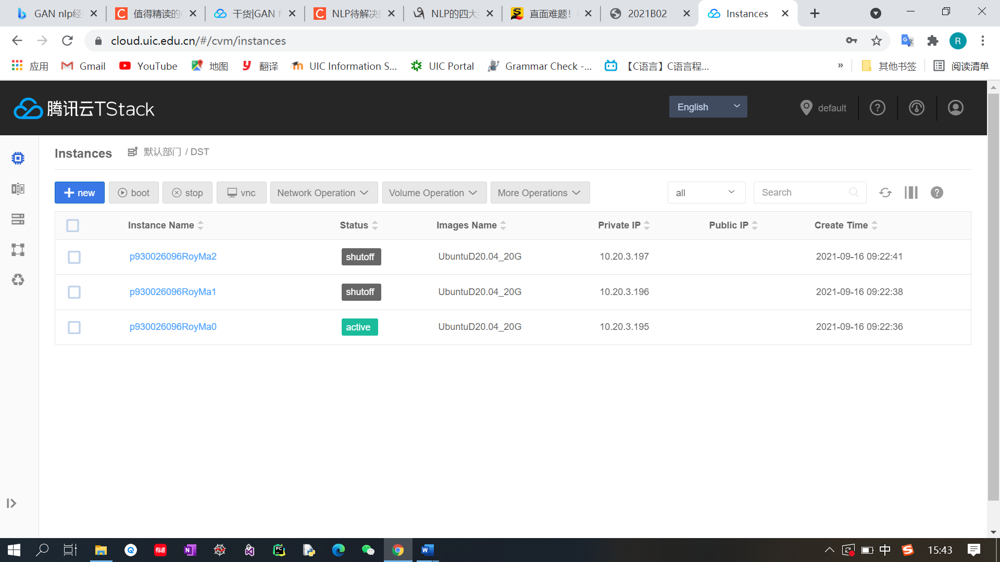 GAN nlp经
值得精读的
干货|GAN f
NLP待解决
NLP的四大
直面难题！
2021B02
Instances
cloud.uic.edu.cn/#/cvm/instances
R
应用
Gmail
YouTube
地图
翻译
UIC Information S...
UIC Portal
Grammar Check -...
【C语言】C语言程...
»
其他书签
阅读清单
腾讯云TStack
English
default
Instances
默认部门 / DST
new
boot
stop
vnc
Network Operation
Volume Operation
More Operations
all
Search
Instance Name
Status
Images Name
Private IP
Public IP
Create Time
p930026096RoyMa2
shutoff
UbuntuD20.04_20G
10.20.3.197
2021-09-16 09:22:41
p930026096RoyMa1
shutoff
UbuntuD20.04_20G
10.20.3.196
2021-09-16 09:22:38
p930026096RoyMa0
active
UbuntuD20.04_20G
10.20.3.195
2021-09-16 09:22:36
有道
中
15:43